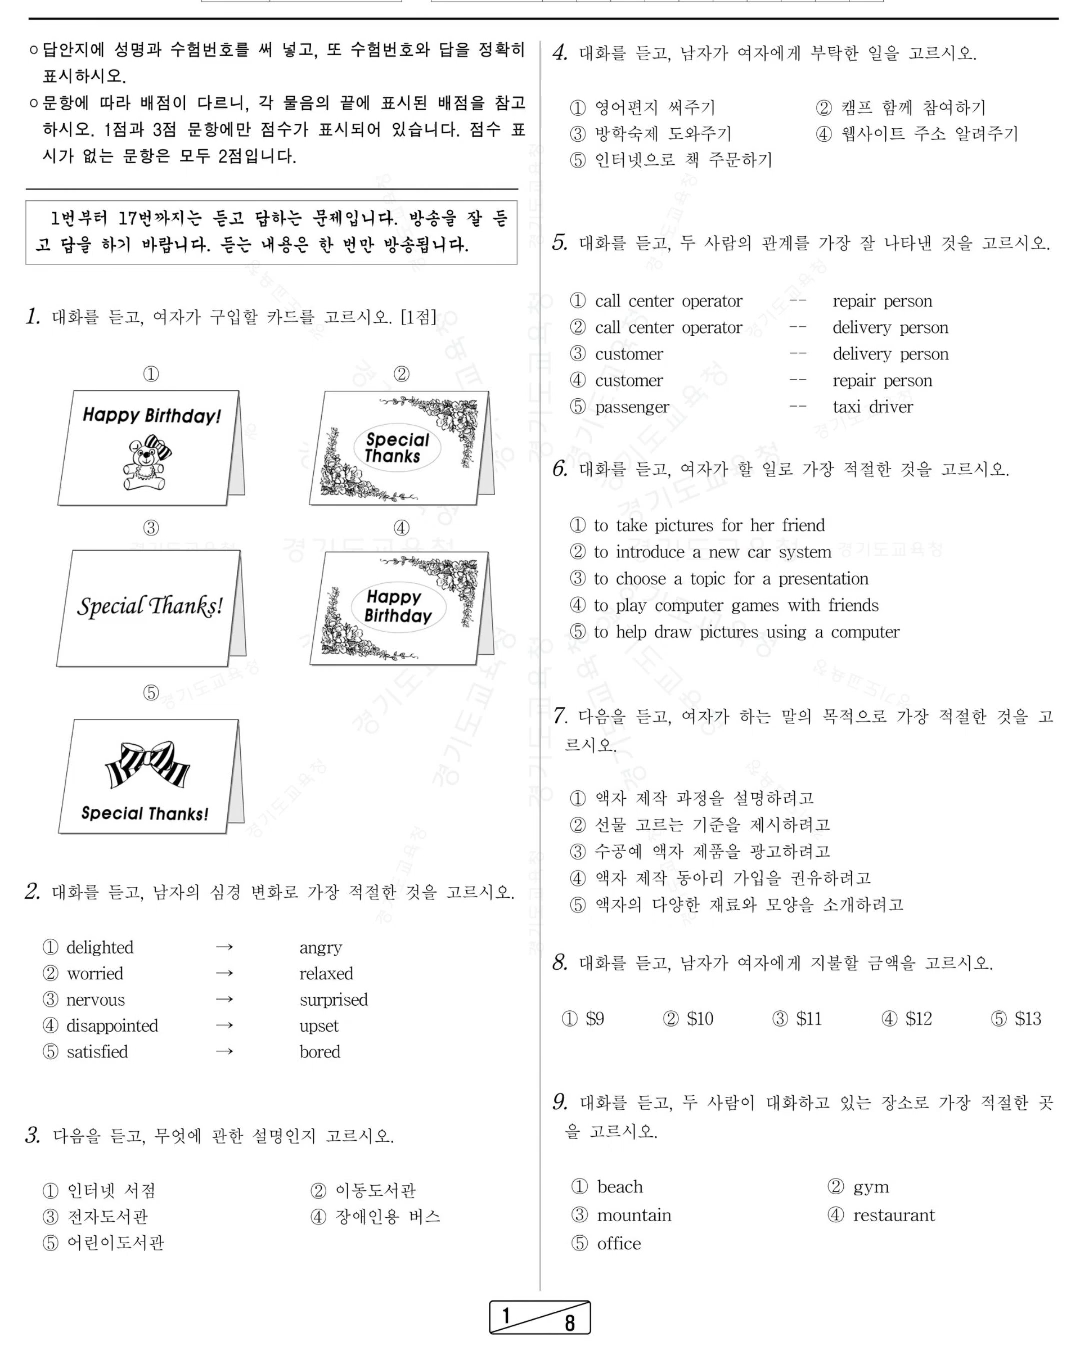 ○ 답안지에 성명과 수험번호를 써 넣고, 또 수험번호와 답을 정확히
표시하시오.
○ 문항에 따라 배점이 다르니, 각 물음의 끝에 표시된 배점을 참고
하시오. 1점과 3점 문항에만 점수가 표시되어 있습니다. 점수 표
시가 없는 문항은 모두 2점입니다.
1번부터 17번까지는 듣고 답하는 문제입니다. 방송을 잘 듣
고 답을 하기 바랍니다. 듣는 내용은 한 번만 방송됩니다.
1. 대화를 듣고, 여자가 구입할 카드를 고르시오. [1점]
① ②
Happy Birthday!
Special
Thanks
③ ④
Special Thanks!
Happy
Birthday
⑤
Special Thanks!
2. 대화를 듣고, 남자의 심경 변화로 가장 적절한 것을 고르시오.
① delighted → angry
② worried → relaxed
③ nervous → surprised
④ disappointed → upset
⑤ satisfied → bored
3. 다음을 듣고, 무엇에 관한 설명인지 고르시오.
① 인터넷 서점 ② 이동도서관
③ 전자도서관 ④ 장애인용 버스
⑤ 어린이도서관
4. 대화를 듣고, 남자가 여자에게 부탁한 일을 고르시오.
① 영어편지 써주기 ② 캠프 함께 참여하기
③ 방학숙제 도와주기 ④ 웹사이트 주소 알려주기
⑤ 인터넷으로 책 주문하기
5. 대화를 듣고, 두 사람의 관계를 가장 잘 나타낸 것을 고르시오.
① call center operator -- repair person
② call center operator -- delivery person
③ customer -- delivery person
④ customer -- repair person
⑤ passenger -- taxi driver
6. 대화를 듣고, 여자가 할 일로 가장 적절한 것을 고르시오.
① to take pictures for her friend
② to introduce a new car system
③ to choose a topic for a presentation
④ to play computer games with friends
⑤ to help draw pictures using a computer
7. 다음을 듣고, 여자가 하는 말의 목적으로 가장 적절한 것을 고
르시오.
① 액자 제작 과정을 설명하려고
② 선물 고르는 기준을 제시하려고
③ 수공예 액자 제품을 광고하려고
④ 액자 제작 동아리 가입을 권유하려고
⑤ 액자의 다양한 재료와 모양을 소개하려고
8. 대화를 듣고, 남자가 여자에게 지불할 금액을 고르시오.
① $9 ② $10 ③ $11 ④ $12 ⑤ $13
9. 대화를 듣고, 두 사람이 대화하고 있는 장소로 가장 적절한 곳
을 고르시오.
① beach ② gym
③ mountain ④ restaurant
⑤ office
1 8
경기도교육청